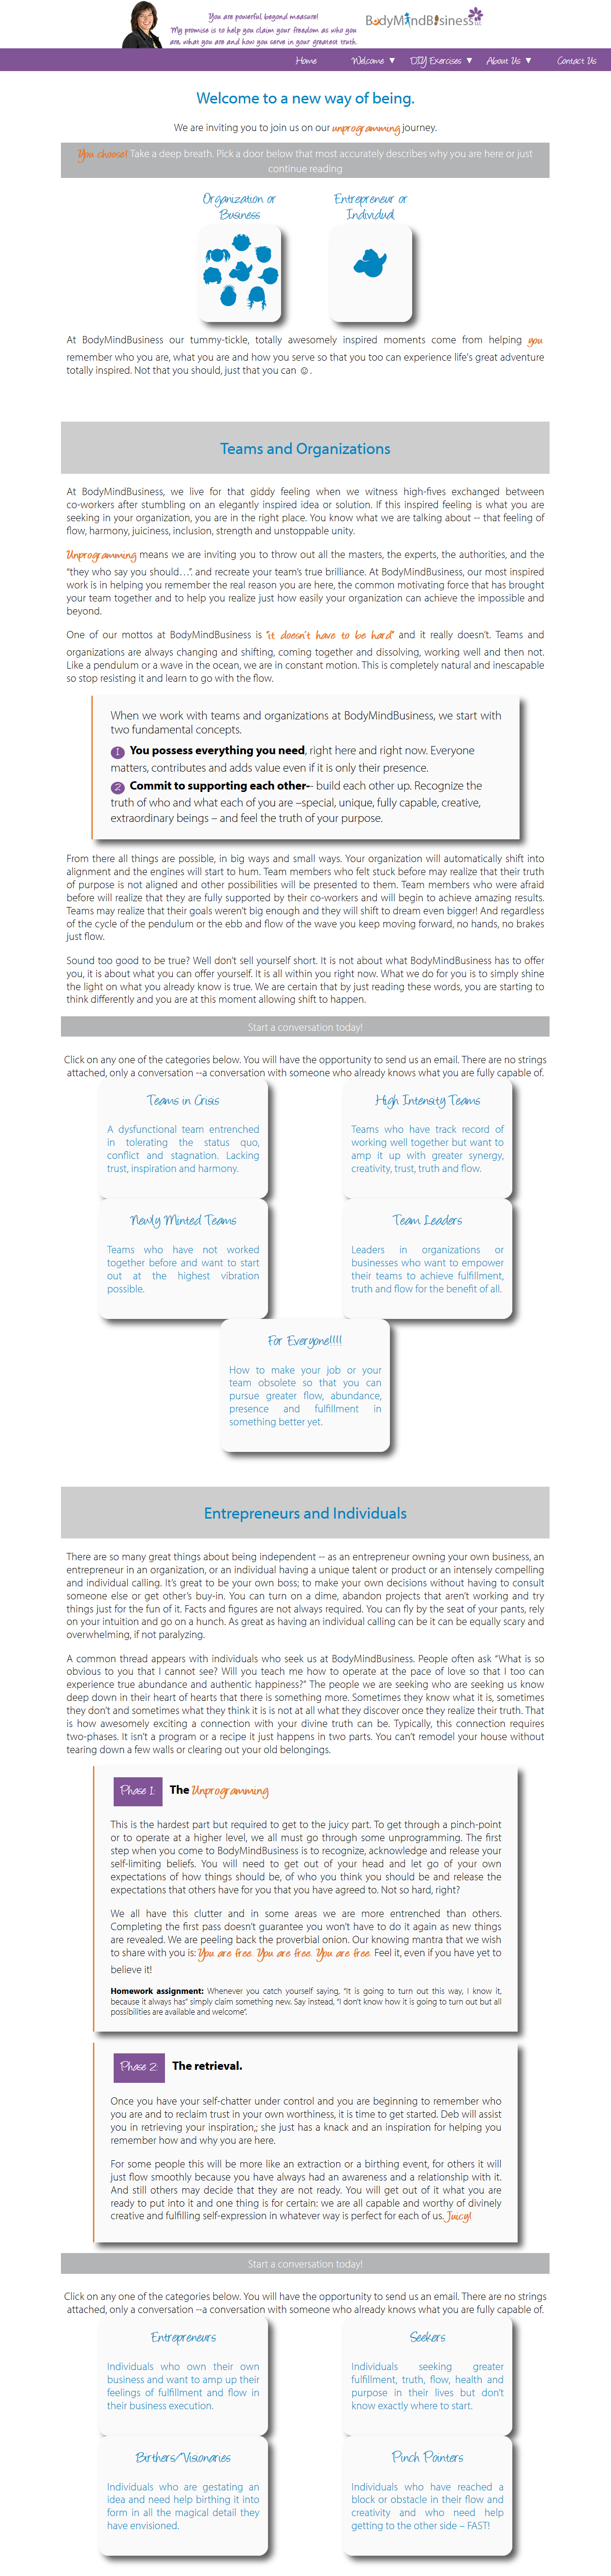 You are powerful, beyond measure!
My promise is to help you claim your freedom as who you
are, what you are and how you serve in your greatest truth.
BodyMindBusiness LLC
Home Welcome ▼ DIY Exercises ▼ About Us ▼ Contact Us
Welcome to a new way of being.
We are inviting you to join us on our unprogramming journey.
You choose! Take a deep breath. Pick a door below that most accurately describes why you are here or just
continue reading
Organization or
Business
Entrepreneur or
Individual
At BodyMindBusiness our tummy-tickle, totally awesomely inspired moments come from helping you
remember who you are, what you are and how you serve so that you too can experience life's great adventure
totally inspired. Not that you should, just that you can ☺.
Teams and Organizations
At BodyMindBusiness, we live for that giddy feeling when we witness high-fives exchanged between
co-workers after stumbling on an elegantly inspired idea or solution. If this inspired feeling is what you are
seeking in your organization, you are in the right place. You know what we are talking about -- that feeling of
flow, harmony, juiciness, inclusion, strength and unstoppable unity.
Unprogramming means we are inviting you to throw out all the masters, the experts, the authorities, and the
“they who say you should…”. and recreate your team's true brilliance. At BodyMindBusiness, our most inspired
work is in helping you remember the real reason you are here, the common motivating force that has brought
your team together and to help you realize just how easily your organization can achieve the impossible and
beyond.
One of our mottos at BodyMindBusiness is "it doesn't have to be hard" and it really doesn't. Teams and
organizations are always changing and shifting, coming together and dissolving, working well and then not.
Like a pendulum or a wave in the ocean, we are in constant motion. This is completely natural and inescapable
so stop resisting it and learn to go with the flow.
When we work with teams and organizations at BodyMindBusiness, we start with
two fundamental concepts.
1 You possess everything you need, right here and right now. Everyone
matters, contributes and adds value even if it is only their presence.
2 Commit to supporting each other-- build each other up. Recognize the
truth of who and what each of you are –special, unique, fully capable, creative,
extraordinary beings – and feel the truth of your purpose.
From there all things are possible, in big ways and small ways. Your organization will automatically shift into
alignment and the engines will start to hum. Team members who felt stuck before may realize that their truth
of purpose is not aligned and other possibilities will be presented to them. Team members who were afraid
before will realize that they are fully supported by their co-workers and will begin to achieve amazing results.
Teams may realize that their goals weren't big enough and they will shift to dream even bigger! And regardless
of the cycle of the pendulum or the ebb and flow of the wave you keep moving forward, no hands, no brakes
just flow.
Sound too good to be true? Well don't sell yourself short. It is not about what BodyMindBusiness has to offer
you, it is about what you can offer yourself. It is all within you right now. What we do for you is to simply shine
the light on what you already know is true. We are certain that by just reading these words, you are starting to
think differently and you are at this moment allowing shift to happen.
Start a conversation today!
Click on any one of the categories below. You will have the opportunity to send us an email. There are no strings
attached, only a conversation --a conversation with someone who already knows what you are fully capable of.
Teams in Crisis
A dysfunctional team entrenched
in tolerating the status quo,
conflict and stagnation. Lacking
trust, inspiration and harmony.
High Intensity Teams
Teams who have track record of
working well together but want to
amp it up with greater synergy,
creativity, trust, truth and flow.
Newly Minted Teams
Teams who have not worked
together before and want to start
out at the highest vibration
possible.
Team Leaders
Leaders in organizations or
businesses who want to empower
their teams to achieve fulfillment,
truth and flow for the benefit of all.
For Everyone!!!!
How to make your job or your
team obsolete so that you can
pursue greater flow, abundance,
presence and fulfillment in
something better yet.
Entrepreneurs and Individuals
There are so many great things about being independent -- as an entrepreneur owning your own business, an
entrepreneur in an organization, or an individual having a unique talent or product or an intensely compelling
and individual calling. It's great to be your own boss; to make your own decisions without having to consult
someone else or get other's buy-in. You can turn on a dime, abandon projects that aren't working and try
things just for the fun of it. Facts and figures are not always required. You can fly by the seat of your pants, rely
on your intuition and go on a hunch. As great as having an individual calling can be it can be equally scary and
overwhelming, if not paralyzing.
A common thread appears with individuals who seek us at BodyMindBusiness. People often ask “What is so
obvious to you that I cannot see? Will you teach me how to operate at the pace of love so that I too can
experience true abundance and authentic happiness?” The people we are seeking who are seeking us know
deep down in their heart of hearts that there is something more. Sometimes they know what it is, sometimes
they don't and sometimes what they think it is is not at all what they discover once they realize their truth. That
is how awesomely exciting a connection with your divine truth can be. Typically, this connection requires
two-phases. It isn't a program or a recipe it just happens in two parts. You can't remodel your house without
tearing down a few walls or clearing out your old belongings.
Phase 1: The Unprogramming
This is the hardest part but required to get to the juicy part. To get through a pinch-point
or to operate at a higher level, we all must go through some unprogramming. The first
step when you come to BodyMindBusiness is to recognize, acknowledge and release your
self-limiting beliefs. You will need to get out of your head and let go of your own
expectations of how things should be, of who you think you should be and release the
expectations that others have for you that you have agreed to. Not so hard, right?
We all have this clutter and in some areas we are more entrenched than others.
Completing the first pass doesn't guarantee you won't have to do it again as new things
are revealed. We are peeling back the proverbial onion. Our knowing mantra that we wish
to share with you is: You are free. You are free. You are free. Feel it, even if you have yet to
believe it!
Homework assignment: Whenever you catch yourself saying, “it is going to turn out this way, I know it,
because it always has” simply claim something new. Say instead, “I don't know how it is going to turn out but all
possibilities are available and welcome”.
Phase 2: The retrieval.
Once you have your self-chatter under control and you are beginning to remember who
you are and to reclaim trust in your own worthiness, it is time to get started. Deb will assist
you in retrieving your inspiration,; she just has a knack and an inspiration for helping you
remember how and why you are here.
For some people this will be more like an extraction or a birthing event, for others it will
just flow smoothly because you have always had an awareness and a relationship with it.
And still others may decide that they are not ready. You will get out of it what you are
ready to put into it and one thing is for certain: we are all capable and worthy of divinely
creative and fulfilling self-expression in whatever way is perfect for each of us. Juicy!
Start a conversation today!
Click on any one of the categories below. You will have the opportunity to send us an email. There are no strings
attached, only a conversation --a conversation with someone who already knows what you are fully capable of.
Entrepreneurs
Individuals who own their own
business and want to amp up their
feelings of fulfillment and flow in
their business execution.
Seekers
Individuals seeking greater
fulfillment, truth, flow, health and
purpose in their lives but don't
know exactly where to start.
Birthers/Visionaries
Individuals who are gestating an
idea and need help birthing it into
form in all the magical detail they
have envisioned.
Pinch Pointers
Individuals who have reached a
block or obstacle in their flow and
creativity and who need help
getting to the other side – FAST!